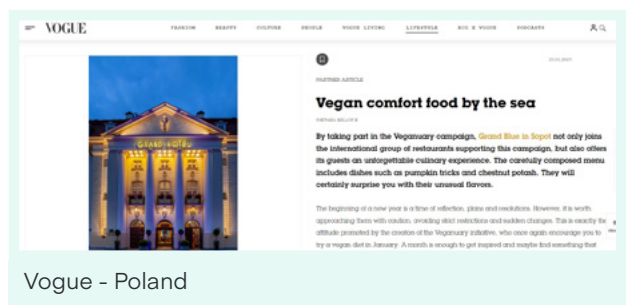 VOGUE FASHION BEAUTY CULTURE PEOPLE VOGUE LIVING LIFESTYLE BIG B VOGUE PODCASTS
PARTNER ARTICLE
Vegan comfort food by the sea
By taking part in the Veganuary campaign, Grand Blue in Sopot not only joins
the international group of restaurants supporting this campaign, but also offers
its guests an unforgettable culinary experience. The carefully composed menu
includes dishes such as pumpkin tricks and chestnut potash. They will
certainly surprise you with their unusual flavors.
The beginning of a new year is a time of reflection, plans and resolutions. However, it is worth
approaching them with caution, avoiding strict restrictions and sudden changes. This is exactly the
attitude promoted by the creators of the Veganuary initiative, who once again encourage you to
try a vegan diet in January. A month is enough to get inspired and maybe find something that
GRAND HOTEL
Vogue - Poland